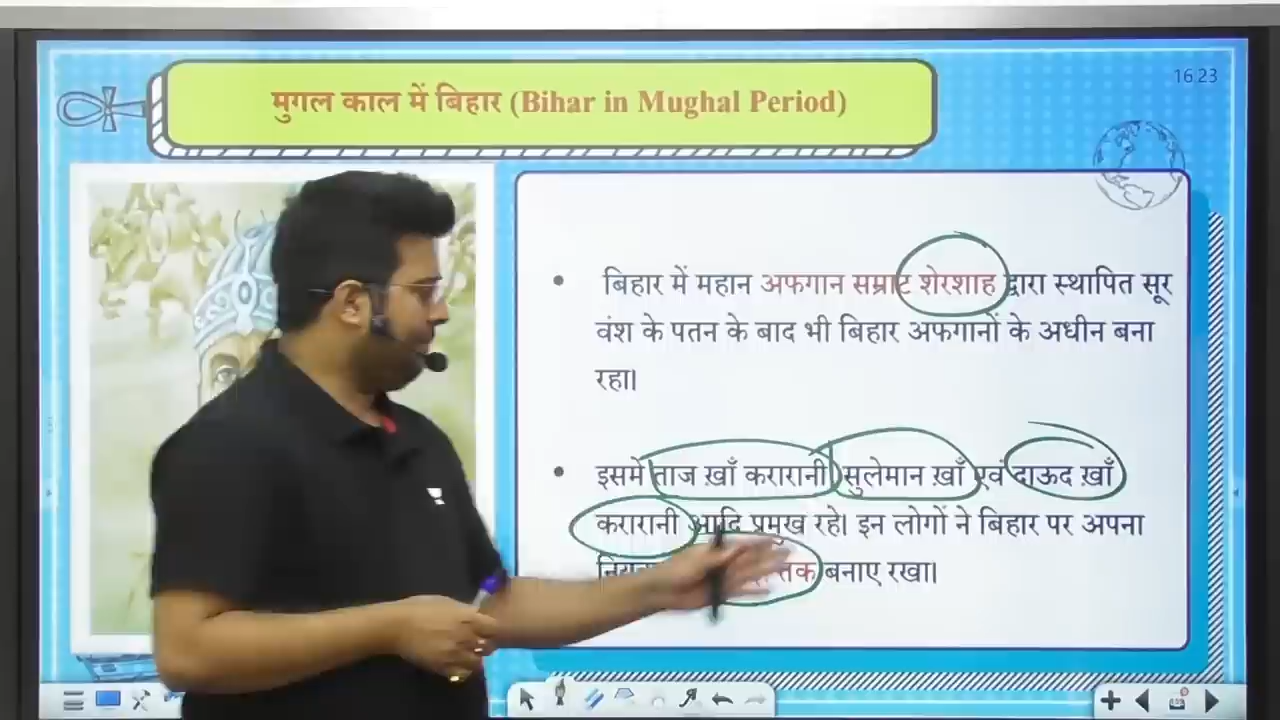 16 23
मुगल काल में बिहार (Bihar in Mughal Period)
बिहार में महान अफगान सम्राट शेरशाह द्वारा स्थापित सूर
वंश के पतन के बाद भी बिहार अफगानों के अधीन बना
रहा।
इसमें ताज ख़ाँ करारानी सुलेमान ख़ाँ एवं दाऊद ख़ाँ
करारानी आदि प्रमुख रहे। इन लोगों ने बिहार पर अपना
तक बनाए रखा।